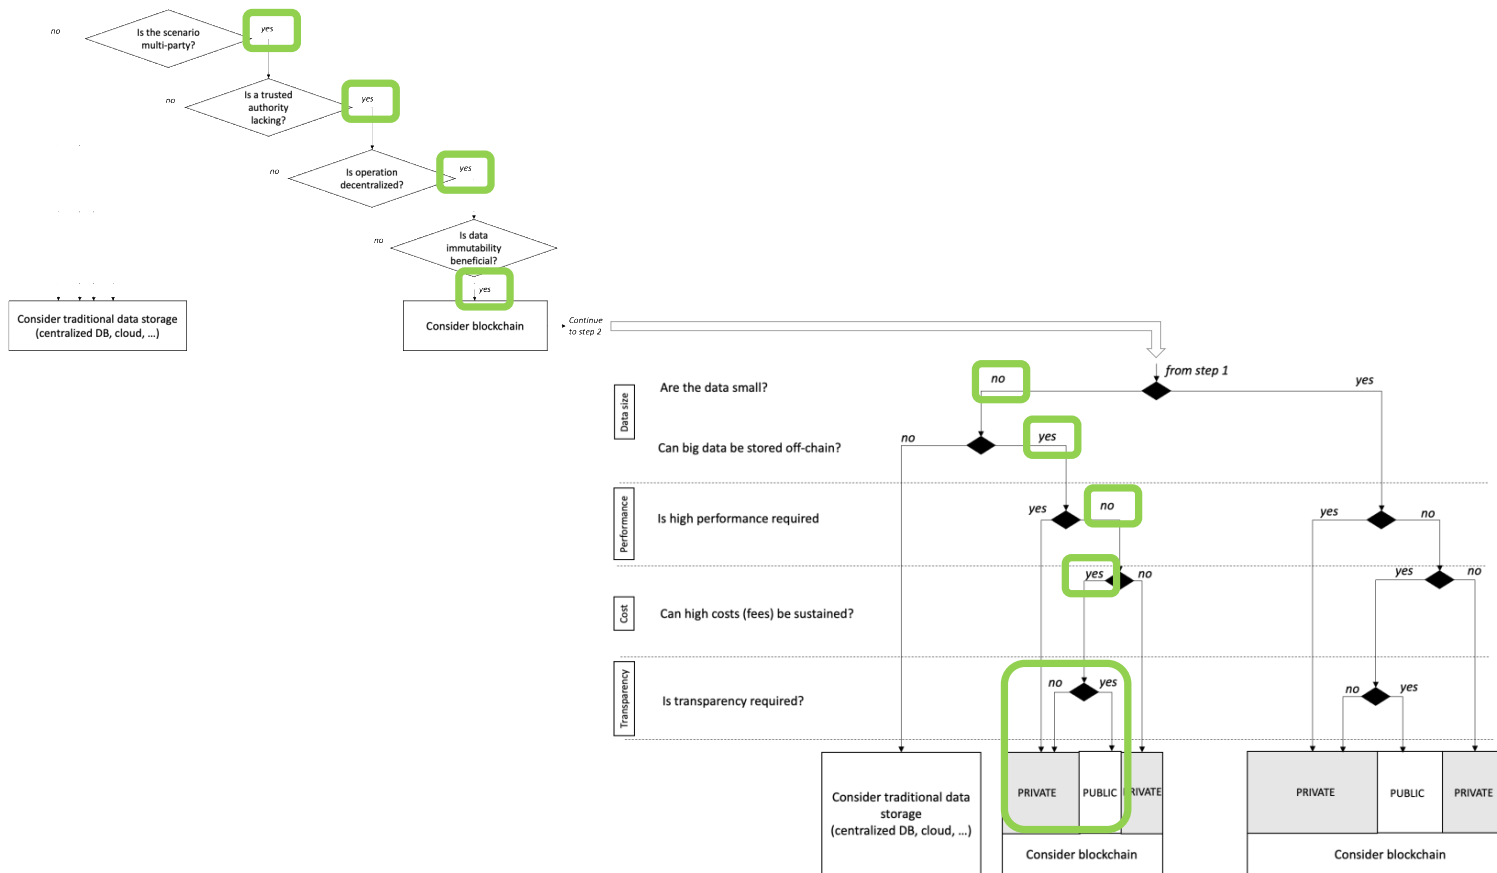 no
Is the scenario
multi-party?
yes
no
Is a trusted
authority
lacking?
yes
no
Is operation
decentralized?
yes
no
Is data
immutability
beneficial?
yes
Consider traditional data storage
(centralized DB, cloud, ...)
Consider blockchain
Continue
to step 2
from step 1
Data size
Are the data small?
no
yes
Can big data be stored off-chain?
no
yes
Performance
Is high performance required
yes
no
yes
no
Cost
Can high costs (fees) be sustained?
yes
no
yes
no
Transparency
Is transparency required?
no
yes
no
yes
Consider traditional data
storage
(centralized DB, cloud, ...)
PRIVATE
PUBLIC
PRIVATE
Consider blockchain
PRIVATE
PUBLIC
PRIVATE
Consider blockchain